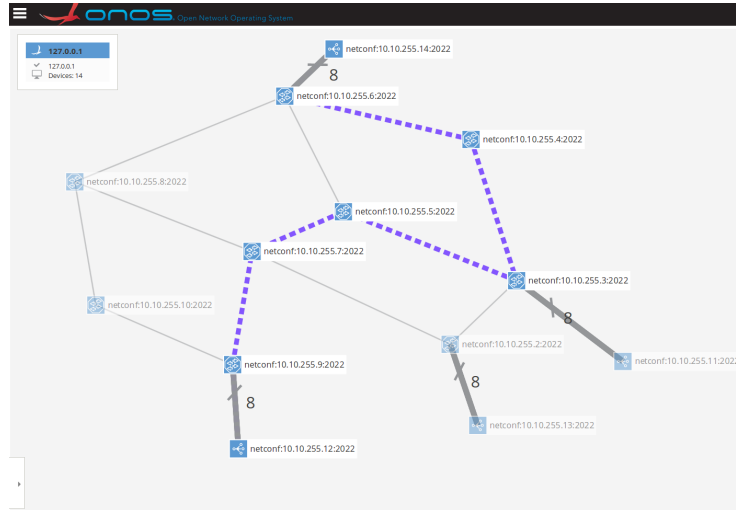 onos Open Network Operating System
127.0.0.1
127.0.0.1
Devices: 14
netconf:10.10.255.14:2022
8
netconf:10.10.255.6:2022
netconf:10.10.255.4:2022
netconf:10.10.255.8:2022
netconf:10.10.255.5:2022
netconf:10.10.255.7:2022
netconf:10.10.255.3:2022
netconf:10.10.255.10:2022
8
netconf:10.10.255.2:2022
netconf:10.10.255.11:2022
netconf:10.10.255.9:2022
8
8
netconf:10.10.255.13:2022
netconf:10.10.255.12:2022